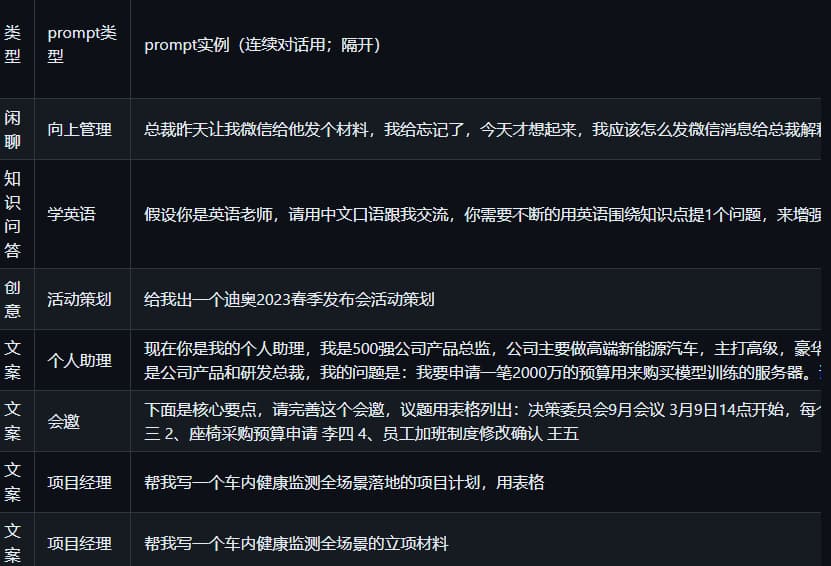 类型
prompt类型
prompt实例（连续对话用；隔开）
闲聊
向上管理
总裁昨天让我微信给他发个材料，我给忘记了，今天才想起来，我应该怎么发微信消息给总裁解释
知识问答
学英语
假设你是英语老师，请用中文口语跟我交流，你需要不断的用英语围绕知识点提1个问题，来增强
创意
活动策划
给我出一个迪奥2023春季发布会活动策划
文案
个人助理
现在你是我的个人助理，我是500强公司产品总监，公司主要做高端新能源汽车，主打高级，豪华
是公司产品和研发总裁，我的问题是：我要申请一笔2000万的预算用来购买模型训练的服务器。
文案
会邀
下面是核心要点，请完善这个会邀，议题用表格列出：决策委员会9月会议 3月9日14点开始，每个
三 2、座椅采购预算申请 李四 4、员工加班制度修改确认 王五
文案
项目经理
帮我写一个车内健康监测全场景落地的项目计划，用表格
文案
项目经理
帮我写一个车内健康监测全场景的立项材料